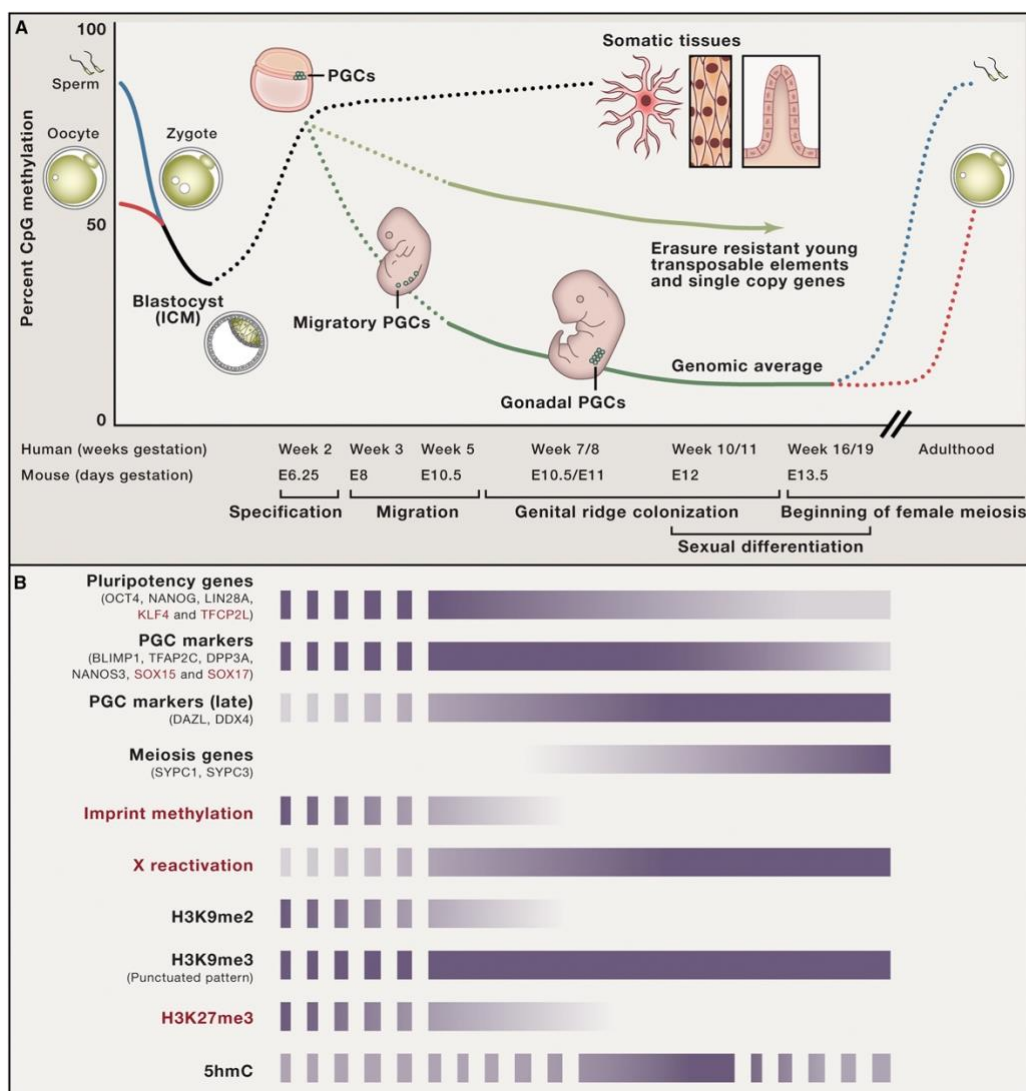 A
100
Percent CpG methylation
50
0
Sperm
Oocyte
Zygote
Blastocyst
(ICM)
PGCs
Somatic tissues
Migratory PGCs
Gonadal PGCs
Erasure resistant young
transposable elements
and single copy genes
Genomic average
Human (weeks gestation) Week 2 Week 3 Week 5 Week 7/8 Week 10/11 Week 16/19 Adulthood
Mouse (days gestation) E6.25 E8 E10.5 E10.5/E11 E12 E13.5
Specification Migration Genital ridge colonization Beginning of female meiosis
Sexual differentiation
B
Pluripotency genes
(OCT4, NANOG, LIN28A,
KLF4 and TFCP2L)
PGC markers
(BLIMP1, TFAP2C, DPP3A,
NANOS3, SOX15 and SOX17)
PGC markers (late)
(DAZL, DDX4)
Meiosis genes
(SYPC1, SYPC3)
Imprint methylation
X reactivation
H3K9me2
H3K9me3
(Punctuated pattern)
H3K27me3
5hmC